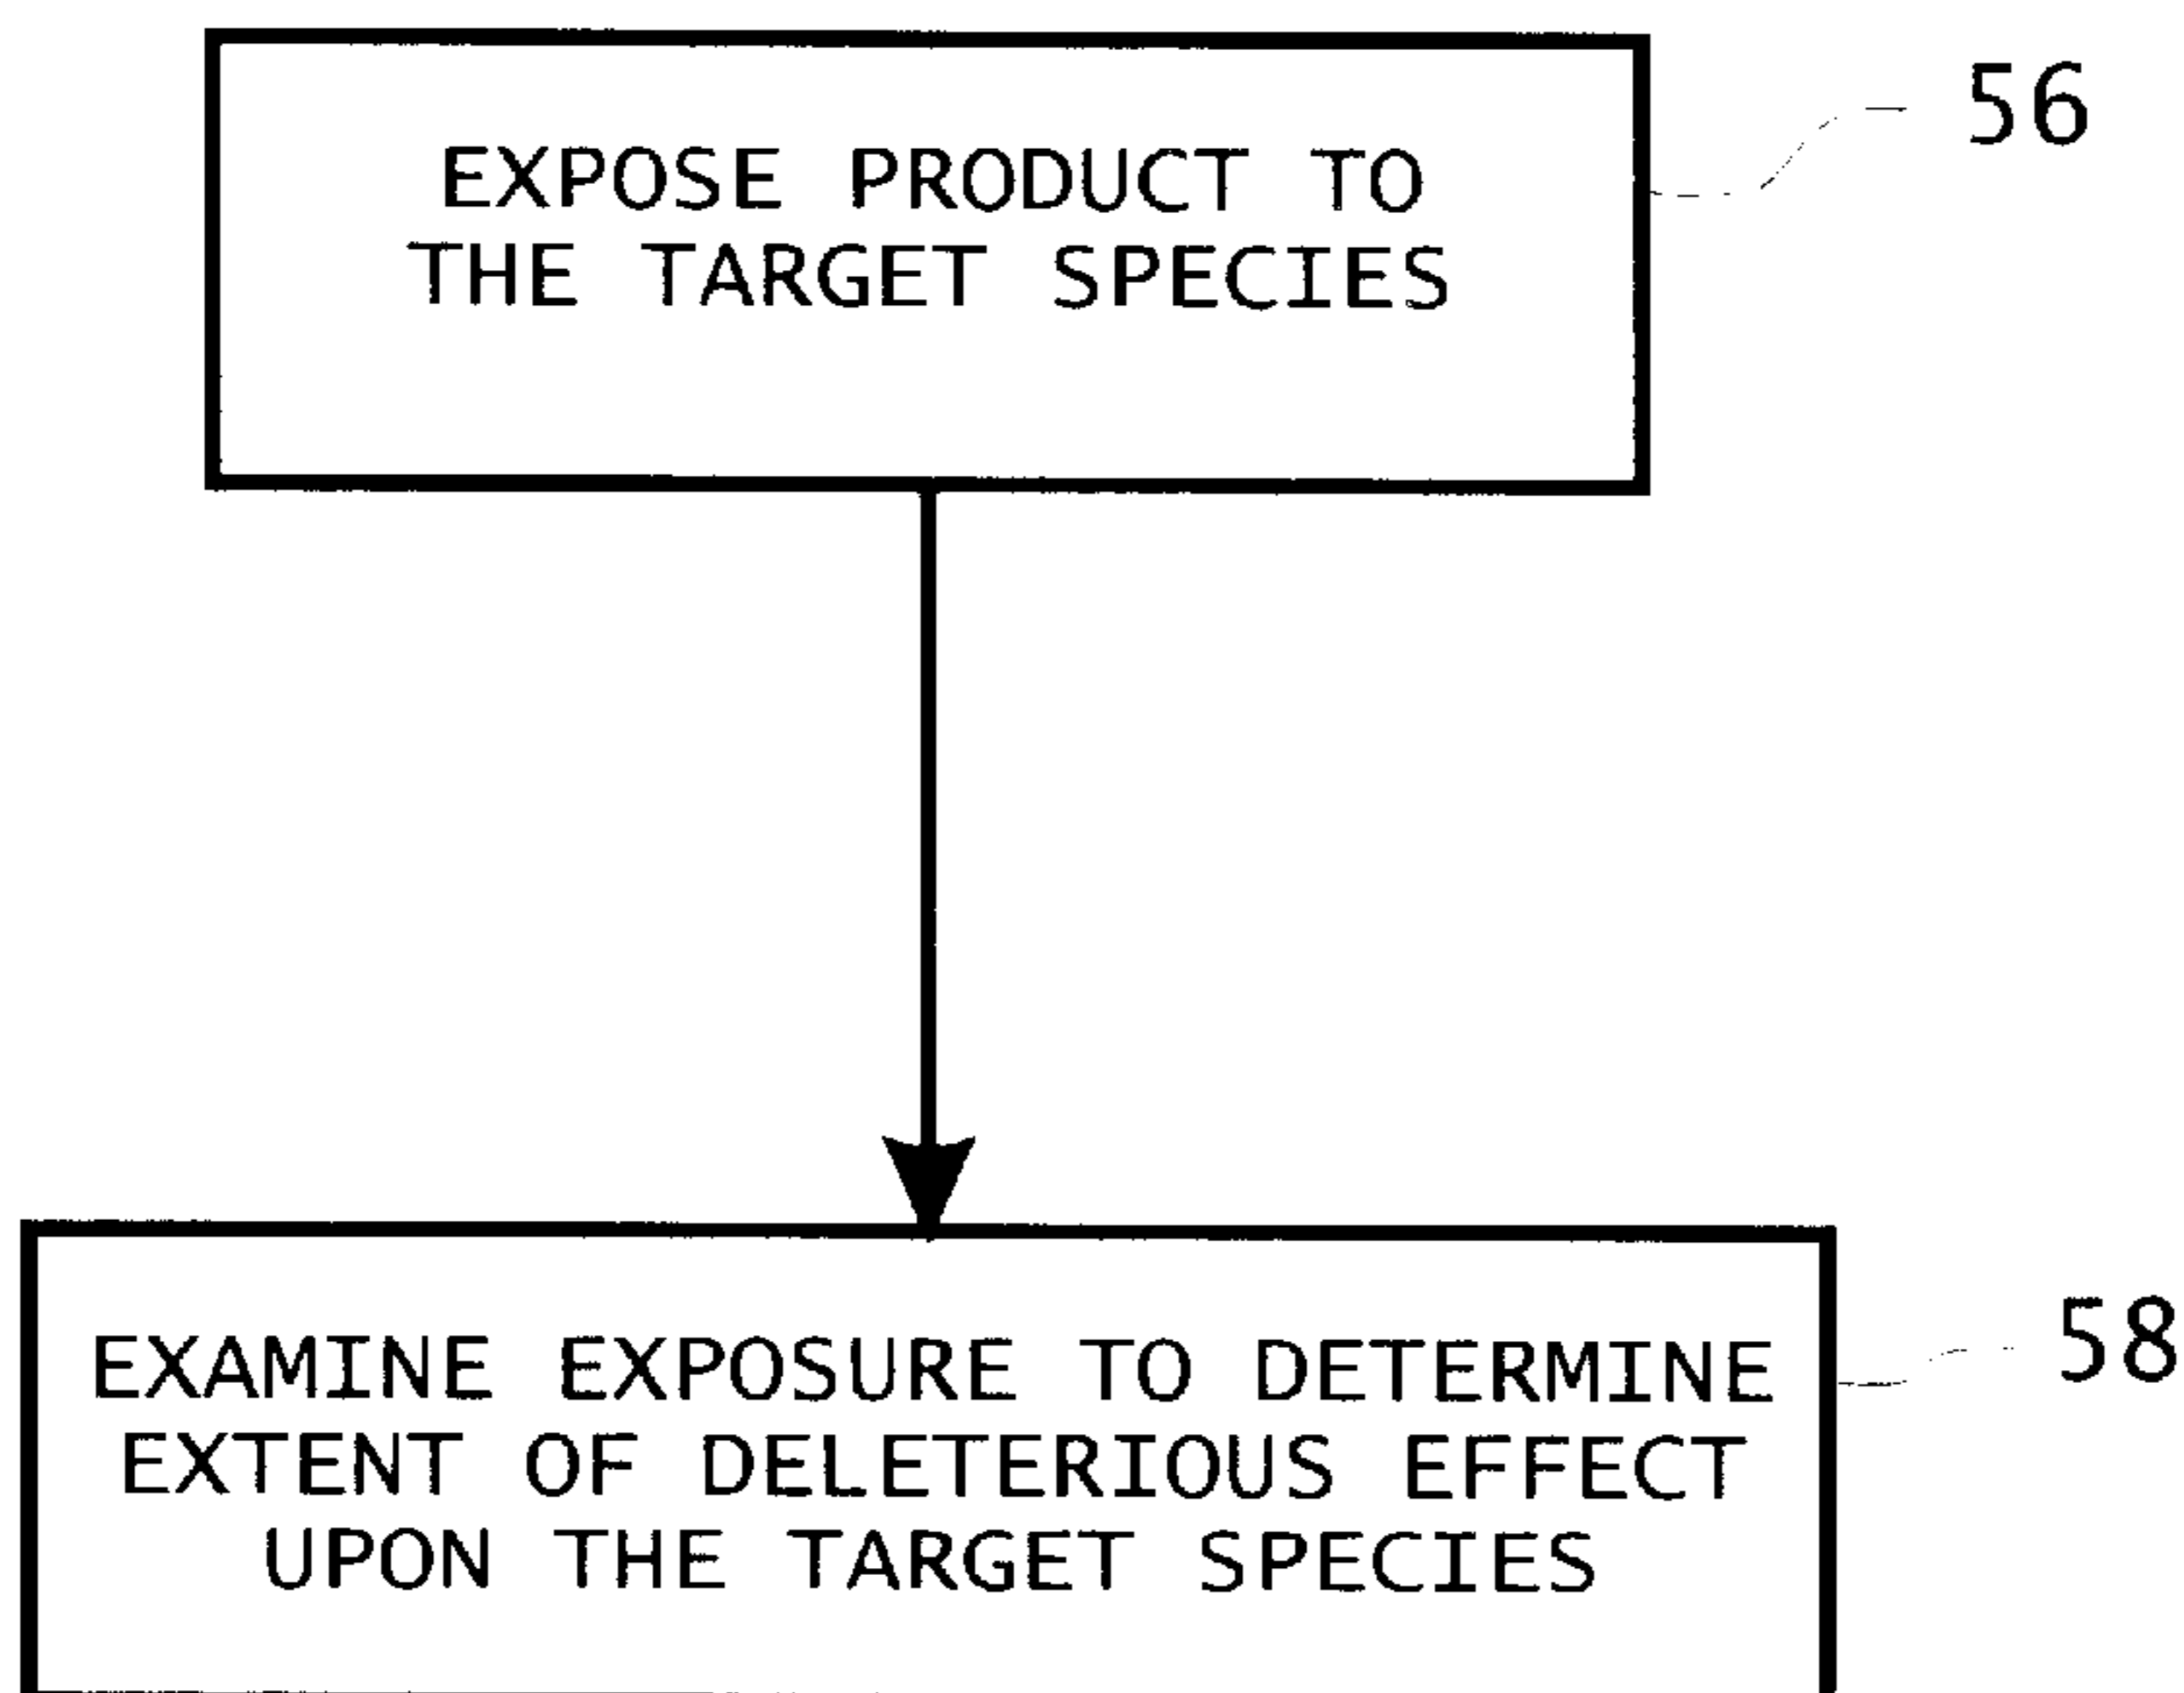 EXPOSE PRODUCT TO
THE TARGET SPECIES
56
EXAMINE EXPOSURE TO DETERMINE
EXTENT OF DELETERIOUS EFFECT
UPON THE TARGET SPECIES
58